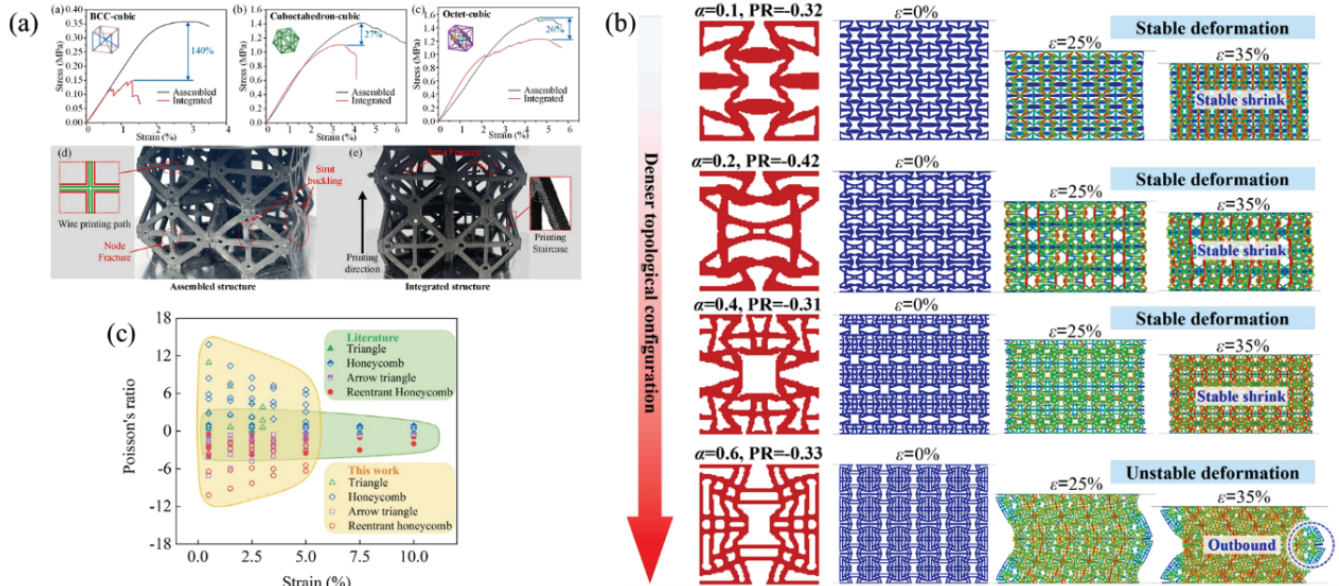 (a)
(a)
BCC-cubic
0.40
0.35
0.30
0.25
0.20
0.15
0.10
0.05
0.00
Stress (MPa)
140%
Assembled
Integrated
0 1 2 3 4
Strain (%)
(b)
Cuboctahedron-cubic
1.6
1.4
1.2
1.0
0.8
0.6
0.4
0.2
0.0
Stress (MPa)
27%
Assembled
Integrated
0 1 2 3 4 5 6
Strain (%)
(c)
Octet-cubic
1.8
1.6
1.4
1.2
1.0
0.8
0.6
0.4
0.2
0.0
Stress (MPa)
26%
Assembled
Integrated
0 1 2 3 4 5 6
Strain (%)
(d)
Wire printing path
Node
Fracture
Strut
buckling
Assembled structure
(e)
Strut Fracture
Printing
direction
Printing
Staircase
Integrated structure
(c)
Poisson's ratio
18
12
6
0
-6
-12
-18
Literature
Triangle
Honeycomb
Arrow triangle
Reentrant Honeycomb
This work
Triangle
Honeycomb
Arrow triangle
Reentrant honeycomb
0.0 2.5 5.0 7.5 10.0
Strain (%)
(b)
Denser topological configuration
α=0.1, PR=-0.32
ε=0%
Stable deformation
ε=25%
ε=35%
Stable shrink
α=0.2, PR=-0.42
ε=0%
Stable deformation
ε=25%
ε=35%
Stable shrink
α=0.4, PR=-0.31
ε=0%
Stable deformation
ε=25%
ε=35%
Stable shrink
α=0.6, PR=-0.33
ε=0%
Unstable deformation
ε=25%
ε=35%
Outbound